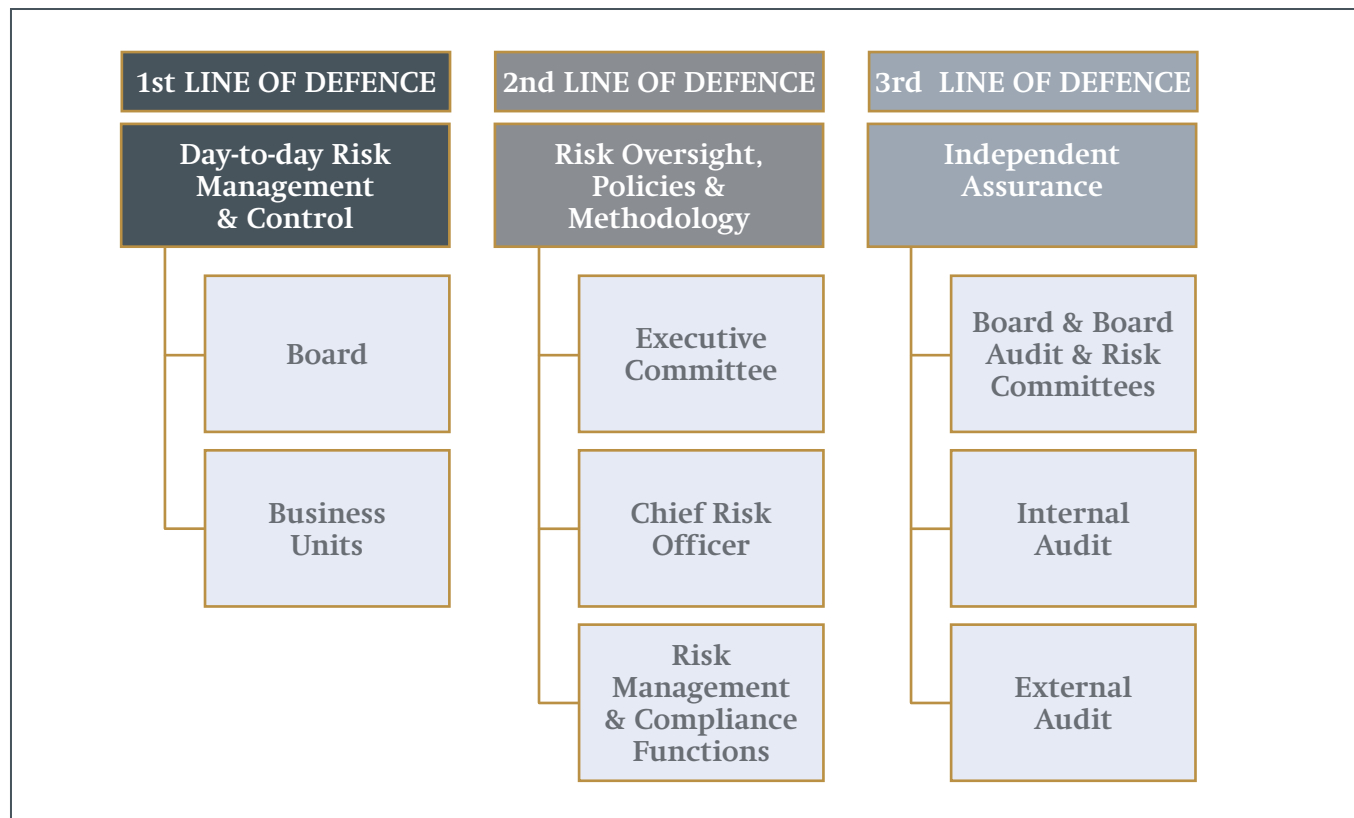 1st LINE OF DEFENCE
Day-to-day Risk
Management
& Control
Board
Business
Units
2nd LINE OF DEFENCE
Risk Oversight,
Policies &
Methodology
Executive
Committee
Chief Risk
Officer
Risk
Management
& Compliance
Functions
3rd LINE OF DEFENCE
Independent
Assurance
Board & Board
Audit & Risk
Committees
Internal
Audit
External
Audit